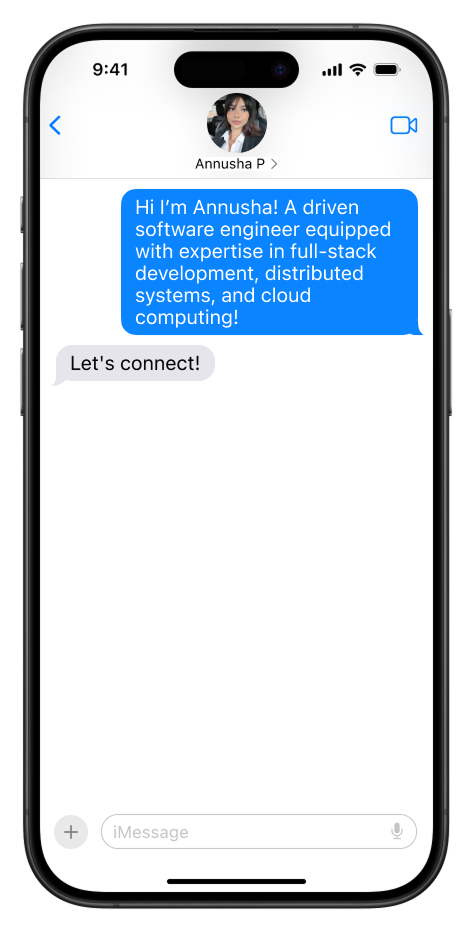 9:41
Annusha P
Hi I’m Annusha! A driven
software engineer equipped
with expertise in full-stack
development, distributed
systems, and cloud
computing!
Let's connect!
iMessage